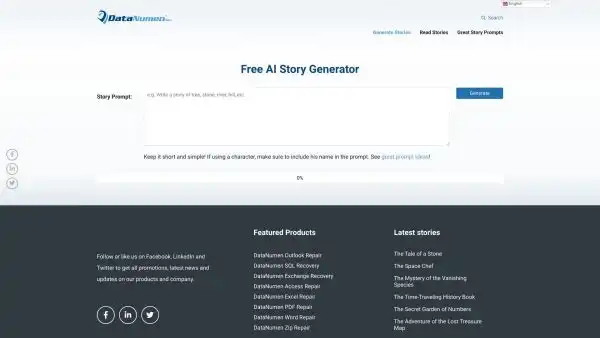 English
DataNumen
Search
Generate Stories Read Stories Great Story Prompts
Free AI Story Generator
Story Prompt:
e.g. Write a story of tree, stone, river, hill, etc.
Generate
Keep it short and simple! If using a character, make sure to include his name in the prompt. See great prompt ideas!
0%
Follow or like us on Facebook, LinkedIn and
Twitter to get all promotions, latest news and
updates on our products and company.
Featured Products
DataNumen Outlook Repair
DataNumen SQL Recovery
DataNumen Exchange Recovery
DataNumen Access Repair
DataNumen Excel Repair
DataNumen PDF Repair
DataNumen Word Repair
DataNumen Zip Repair
Latest stories
The Tale of a Stone
The Space Chef
The Mystery of the Vanishing
Species
The Time-Traveling History Book
The Secret Garden of Numbers
The Adventure of the Lost Treasure
Map